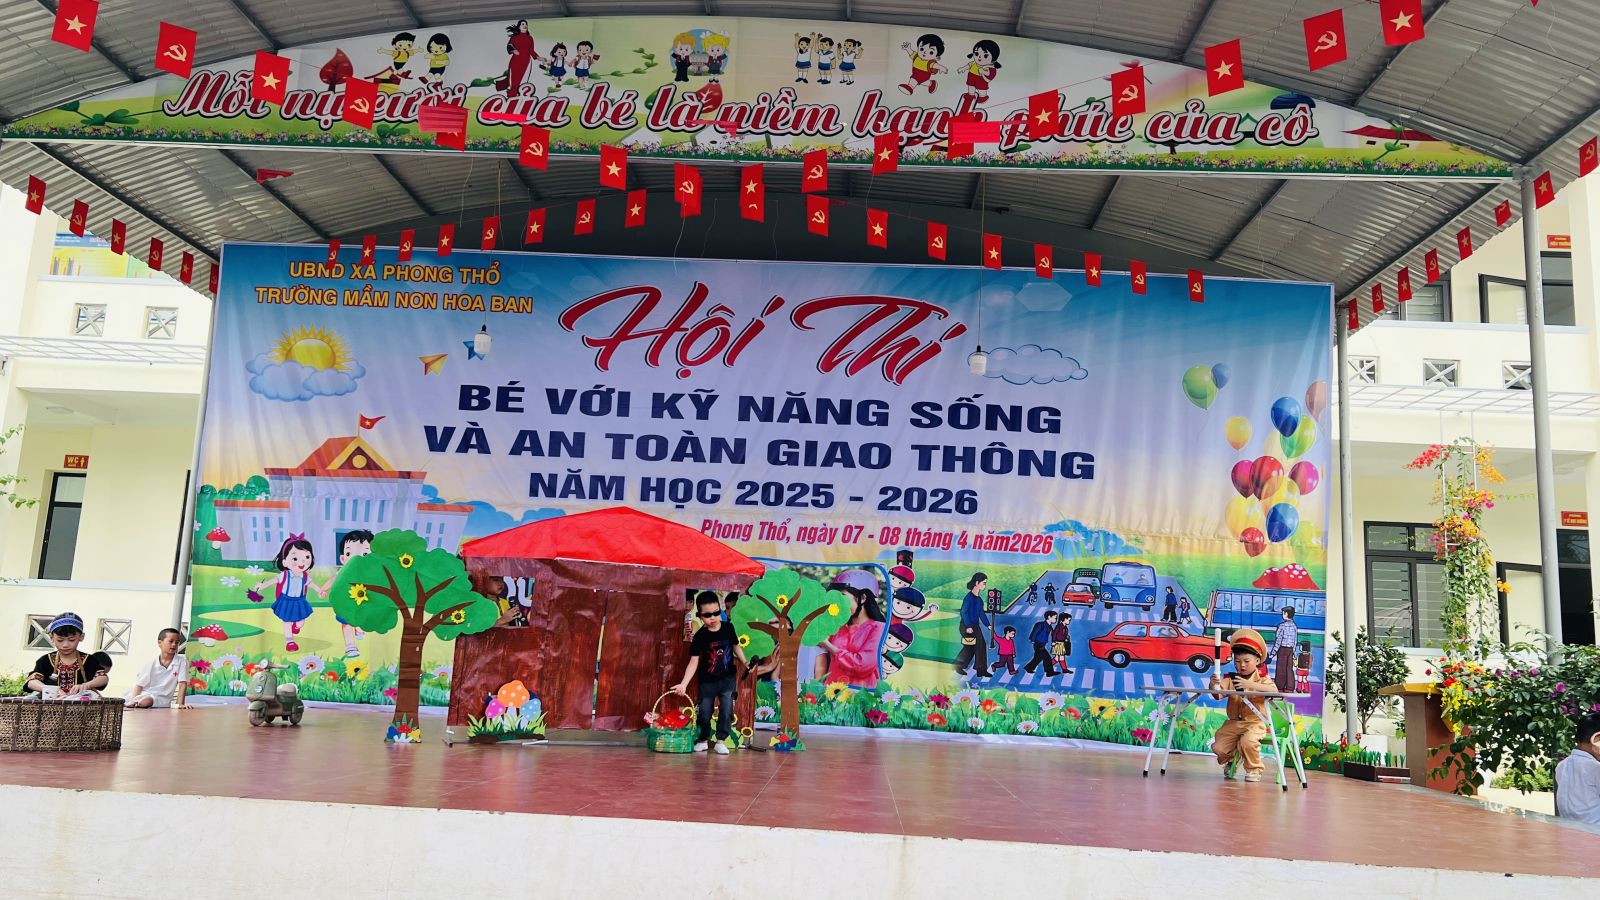 Mỗi nụ cười của bé là niềm hạnh phúc của cô
UBND XÃ PHONG THỔ
TRƯỜNG MẦM NON HOA BAN
Hội Thi
BÉ VỚI KỸ NĂNG SỐNG
VÀ AN TOÀN GIAO THÔNG
NĂM HỌC 2025 - 2026
Phong Thổ, ngày 07 - 08 tháng 4 năm2026
WC